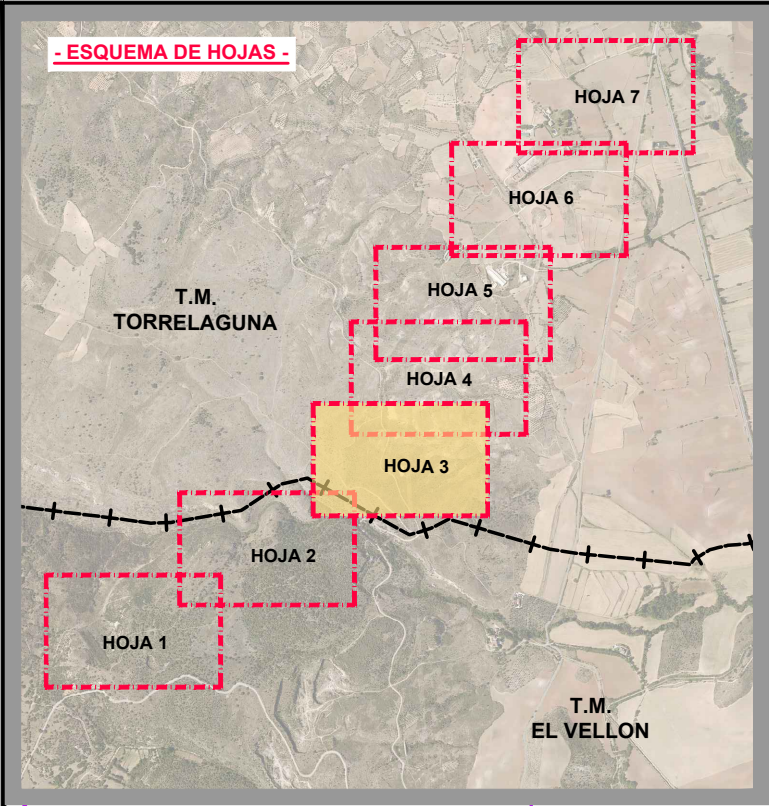 - ESQUEMA DE HOJAS -
HOJA 7
HOJA 6
HOJA 5
T.M.
TORRELAGUNA
HOJA 4
HOJA 3
HOJA 2
HOJA 1
T.M.
EL VELLON